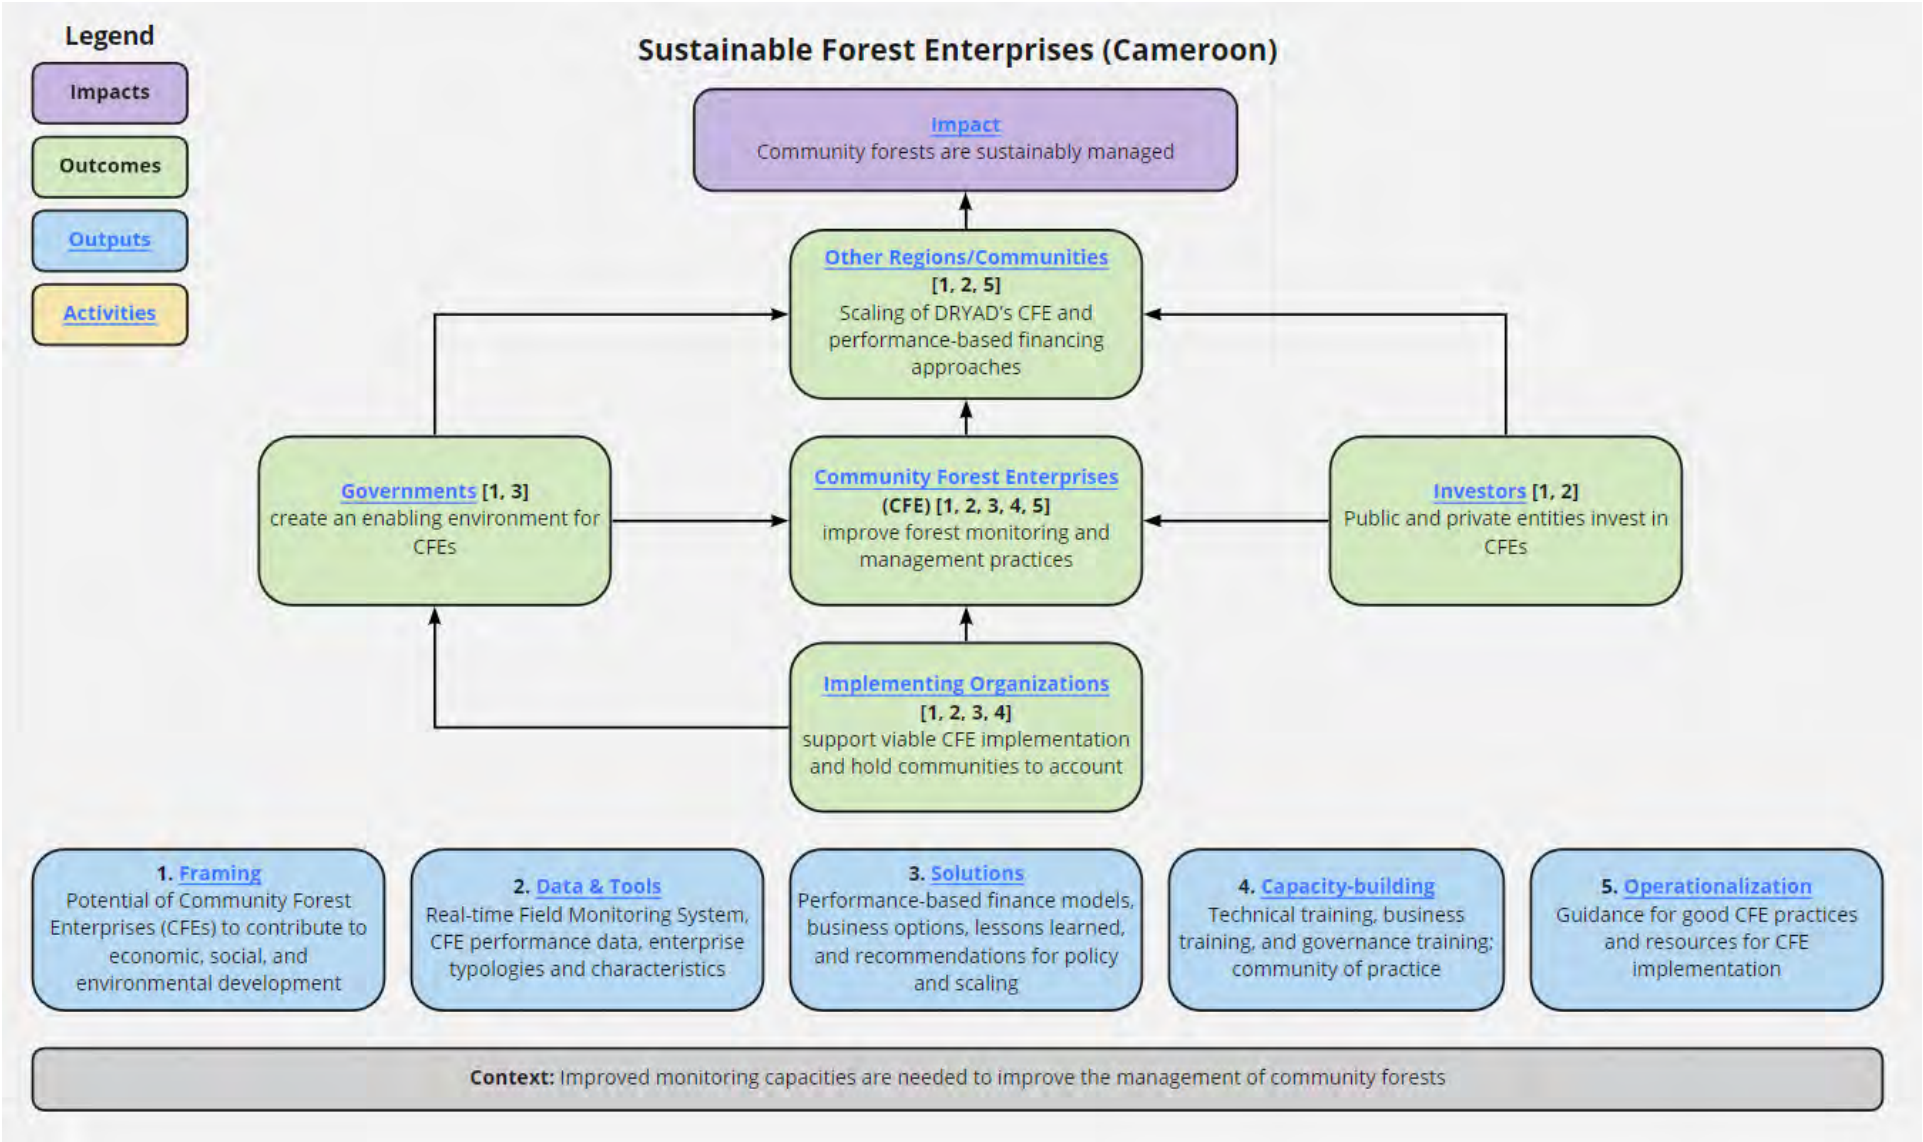 Legend
Impacts
Outcomes
Outputs
Activities
Sustainable Forest Enterprises (Cameroon)
Impact
Community forests are sustainably managed
Other Regions/Communities
[1, 2, 5]
Scaling of DRYAD's CFE and
performance-based financing
approaches
Governments [1, 3]
create an enabling environment for
CFEs
Community Forest Enterprises
(CFE) [1, 2, 3, 4, 5]
improve forest monitoring and
management practices
Investors [1, 2]
Public and private entities invest in
CFEs
Implementing Organizations
[1, 2, 3, 4]
support viable CFE implementation
and hold communities to account
1. Framing
Potential of Community Forest
Enterprises (CFEs) to contribute to
economic, social, and
environmental development
2. Data & Tools
Real-time Field Monitoring System,
CFE performance data, enterprise
typologies and characteristics
3. Solutions
Performance-based finance models,
business options, lessons learned,
and recommendations for policy
and scaling
4. Capacity-building
Technical training, business
training, and governance training;
community of practice
5. Operationalization
Guidance for good CFE practices
and resources for CFE
implementation
Context: Improved monitoring capacities are needed to improve the management of community forests